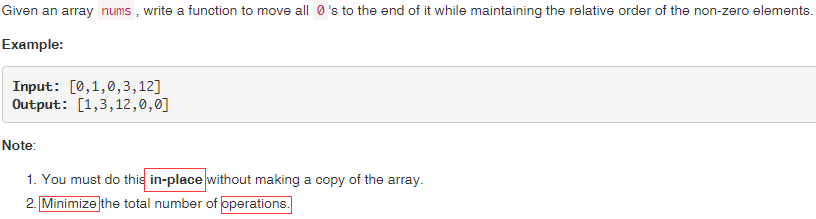 Given an array nums , write a function to move all 0 's to the end of it while maintaining the relative order of the non-zero elements.
Example:
Input: [0,1,0,3,12]
Output: [1,3,12,0,0]
Note:
1. You must do this in-place without making a copy of the array.
2. Minimize the total number of operations.